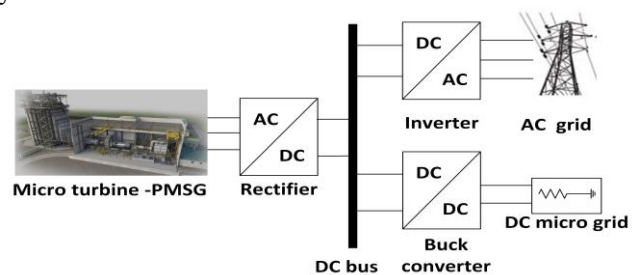 DC
AC
Inverter
AC grid
AC
DC
Micro turbine -PMSG
Rectifier
DC
DC
Buck
converter
DC micro grid
DC bus